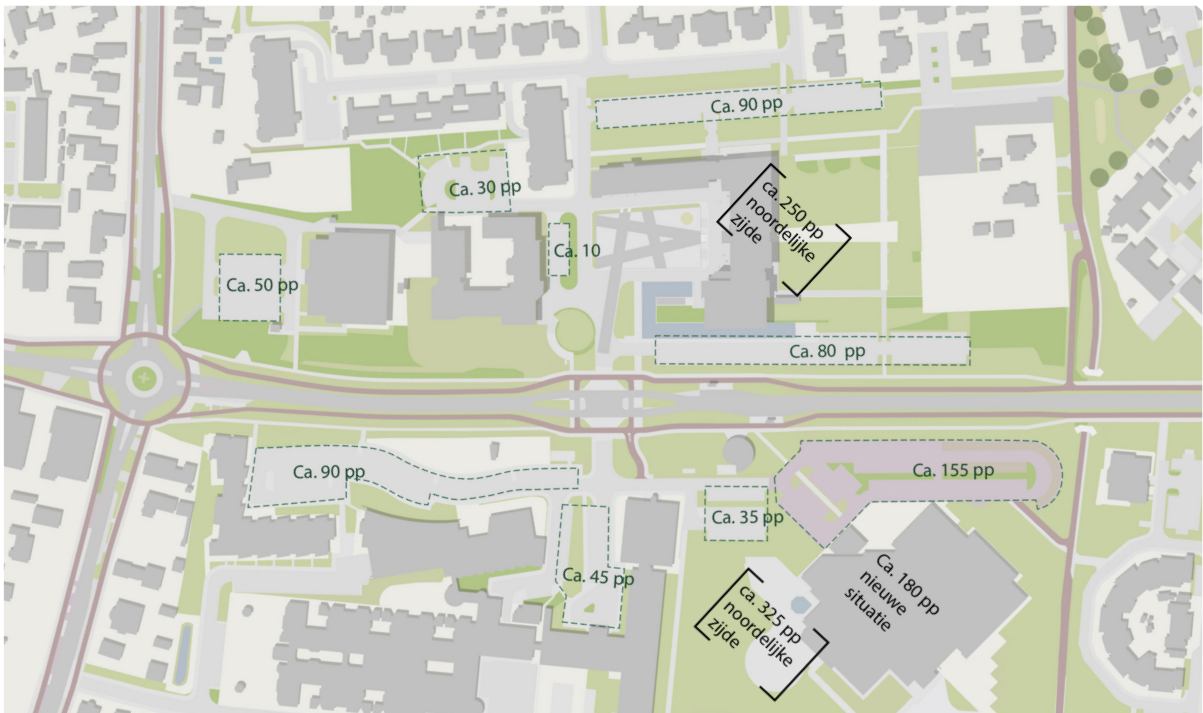 Ca. 90 pp
Ca. 30 pp
ca. 250 pp
noordelijke
zijde
Ca. 10
Ca. 50 pp
Ca. 80 pp
Ca. 90 pp
Ca. 155 pp
Ca. 35 pp
Ca. 45 pp
Ca. 180 pp
nieuwe
situatie
ca. 325 pp
noordelijke
zijde